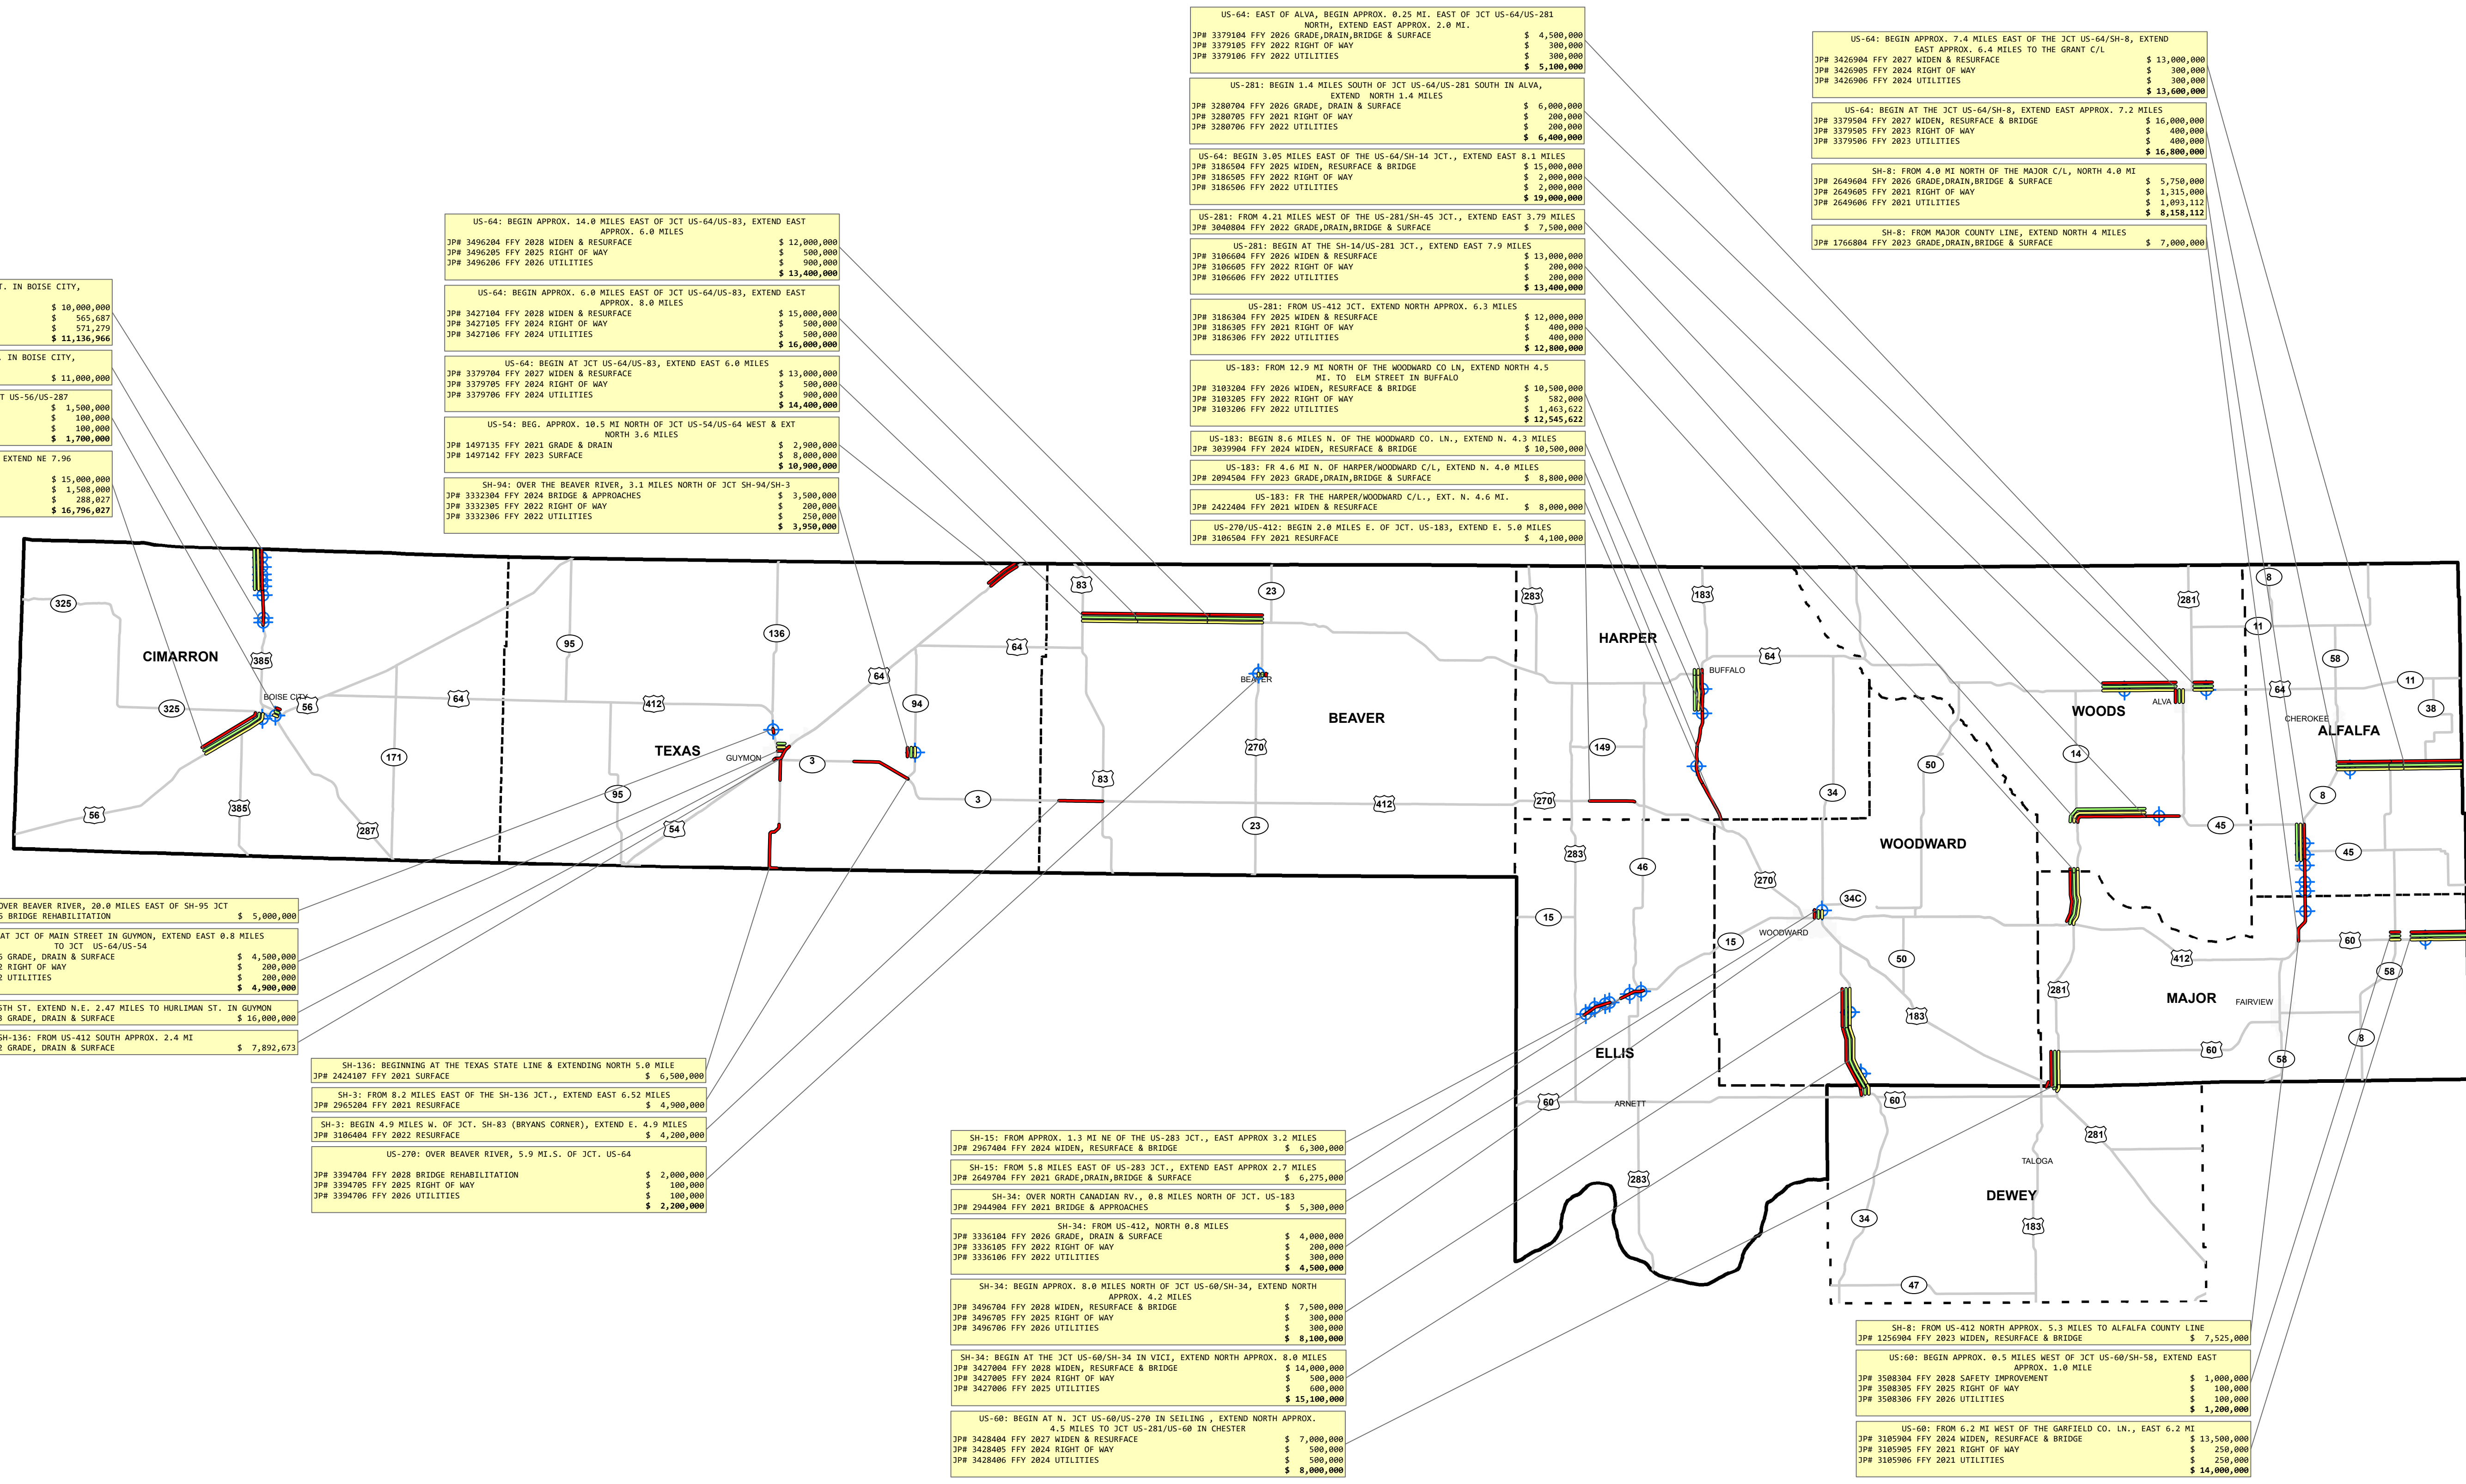 US-64: EAST OF ALVA, BEGIN APPROX. 0.25 MI. EAST OF JCT US-64/US-281
NORTH, EXTEND EAST APPROX. 2.0 MI.
JP# 3379104 FFY 2026 GRADE,DRAIN,BRIDGE & SURFACE $ 4,500,000
JP# 3379105 FFY 2022 RIGHT OF WAY $ 300,000
JP# 3379106 FFY 2022 UTILITIES $ 300,000
$ 5,100,000
US-281: BEGIN 1.4 MILES SOUTH OF JCT US-64/US-281 SOUTH IN ALVA,
EXTEND NORTH 1.4 MILES
JP# 3280704 FFY 2026 GRADE, DRAIN & SURFACE $ 6,000,000
JP# 3280705 FFY 2021 RIGHT OF WAY $ 200,000
JP# 3280706 FFY 2022 UTILITIES $ 200,000
$ 6,400,000
US-64: BEGIN 3.05 MILES EAST OF THE US-64/SH-14 JCT., EXTEND EAST 8.1 MILES
JP# 3186504 FFY 2025 WIDEN, RESURFACE & BRIDGE $ 15,000,000
JP# 3186505 FFY 2022 RIGHT OF WAY $ 2,000,000
JP# 3186506 FFY 2022 UTILITIES $ 2,000,000
$ 19,000,000
US-281: FROM 4.21 MILES WEST OF THE US-281/SH-45 JCT., EXTEND EAST 3.79 MILES
JP# 3040804 FFY 2022 GRADE,DRAIN,BRIDGE & SURFACE $ 7,500,000
US-281: BEGIN AT THE SH-14/US-281 JCT., EXTEND EAST 7.9 MILES
JP# 3106604 FFY 2026 WIDEN & RESURFACE $ 13,000,000
JP# 3106605 FFY 2022 RIGHT OF WAY $ 200,000
JP# 3106606 FFY 2022 UTILITIES $ 200,000
$ 13,400,000
US-281: FROM US-412 JCT. EXTEND NORTH APPROX. 6.3 MILES
JP# 3186304 FFY 2025 WIDEN & RESURFACE $ 12,000,000
JP# 3186305 FFY 2021 RIGHT OF WAY $ 400,000
JP# 3186306 FFY 2022 UTILITIES $ 400,000
$ 12,800,000
US-183: FROM 12.9 MI NORTH OF THE WOODWARD CO LN, EXTEND NORTH 4.5
MI. TO ELM STREET IN BUFFALO
JP# 3103204 FFY 2026 WIDEN, RESURFACE & BRIDGE $ 10,500,000
JP# 3103205 FFY 2022 RIGHT OF WAY $ 582,000
JP# 3103206 FFY 2022 UTILITIES $ 1,463,622
$ 12,545,622
US-183: BEGIN 8.6 MILES N. OF THE WOODWARD CO. LN., EXTEND N. 4.3 MILES
JP# 3039904 FFY 2024 WIDEN, RESURFACE & BRIDGE $ 10,500,000
US-183: FR 4.6 MI N. OF HARPER/WOODWARD C/L, EXTEND N. 4.0 MILES
JP# 2094504 FFY 2023 GRADE,DRAIN,BRIDGE & SURFACE $ 8,800,000
US-183: FR THE HARPER/WOODWARD C/L., EXT. N. 4.6 MI.
JP# 2422404 FFY 2021 WIDEN & RESURFACE $ 8,000,000
US-270/US-412: BEGIN 2.0 MILES E. OF JCT. US-183, EXTEND E. 5.0 MILES
JP# 3106504 FFY 2021 RESURFACE $ 4,100,000
US-64: BEGIN APPROX. 7.4 MILES EAST OF THE JCT US-64/SH-8, EXTEND
EAST APPROX. 6.4 MILES TO THE GRANT C/L
JP# 3426904 FFY 2027 WIDEN & RESURFACE $ 13,000,000
JP# 3426905 FFY 2024 RIGHT OF WAY $ 300,000
JP# 3426906 FFY 2024 UTILITIES $ 300,000
$ 13,600,000
US-64: BEGIN AT THE JCT US-64/SH-8, EXTEND EAST APPROX. 7.2 MILES
JP# 3379504 FFY 2027 WIDEN, RESURFACE & BRIDGE $ 16,000,000
JP# 3379505 FFY 2023 RIGHT OF WAY $ 400,000
JP# 3379506 FFY 2023 UTILITIES $ 400,000
$ 16,800,000
SH-8: FROM 4.0 MI NORTH OF THE MAJOR C/L, NORTH 4.0 MI
JP# 2649604 FFY 2026 GRADE,DRAIN,BRIDGE & SURFACE $ 5,750,000
JP# 2649605 FFY 2021 RIGHT OF WAY $ 1,315,000
JP# 2649606 FFY 2021 UTILITIES $ 1,093,112
$ 8,158,112
SH-8: FROM MAJOR COUNTY LINE, EXTEND NORTH 4 MILES
JP# 1766804 FFY 2023 GRADE,DRAIN,BRIDGE & SURFACE $ 7,000,000
US-64: BEGIN APPROX. 14.0 MILES EAST OF JCT US-64/US-83, EXTEND EAST
APPROX. 6.0 MILES
JP# 3496204 FFY 2028 WIDEN & RESURFACE $ 12,000,000
JP# 3496205 FFY 2025 RIGHT OF WAY $ 500,000
JP# 3496206 FFY 2026 UTILITIES $ 900,000
$ 13,400,000
US-64: BEGIN APPROX. 6.0 MILES EAST OF JCT US-64/US-83, EXTEND EAST
APPROX. 8.0 MILES
JP# 3427104 FFY 2028 WIDEN & RESURFACE $ 15,000,000
JP# 3427105 FFY 2024 RIGHT OF WAY $ 500,000
JP# 3427106 FFY 2024 UTILITIES $ 500,000
$ 16,000,000
US-64: BEGIN AT JCT US-64/US-83, EXTEND EAST 6.0 MILES
JP# 3379704 FFY 2027 WIDEN & RESURFACE $ 13,000,000
JP# 3379705 FFY 2024 RIGHT OF WAY $ 500,000
JP# 3379706 FFY 2024 UTILITIES $ 900,000
$ 14,400,000
US-54: BEG. APPROX. 10.5 MI NORTH OF JCT US-54/US-64 WEST & EXT
NORTH 3.6 MILES
JP# 1497135 FFY 2021 GRADE & DRAIN $ 2,900,000
JP# 1497142 FFY 2023 SURFACE $ 8,000,000
$ 10,900,000
SH-94: OVER THE BEAVER RIVER, 3.1 MILES NORTH OF JCT SH-94/SH-3
JP# 3332304 FFY 2024 BRIDGE & APPROACHES $ 3,500,000
JP# 3332305 FFY 2022 RIGHT OF WAY $ 200,000
JP# 3332306 FFY 2022 UTILITIES $ 250,000
$ 3,950,000
T. IN BOISE CITY,
$ 10,000,000
$ 565,687
$ 571,279
$ 11,136,966
. IN BOISE CITY,
$ 11,000,000
T US-56/US-287
$ 1,500,000
$ 100,000
$ 100,000
$ 1,700,000
EXTEND NE 7.96
$ 15,000,000
$ 1,508,000
$ 288,027
$ 16,796,027
325
CIMARRON
385
BOISE CITY
56
325
64
171
385
56
287
95
412
TEXAS
136
64
GUYMON
3
94
95
54
3
64
83
23
BEAVER
BEAVER
270
83
412
23
283
HARPER
183
BUFFALO
64
149
270
34
50
283
46
WOODWARD
270
34C
15
WOODWARD
15
50
183
ELLIS
60
ARNETT
283
60
34
DEWEY
TALOGA
281
183
47
281
11
8
58
11
38
64
CHEROKEE
ALFALFA
WOODS
ALVA
14
8
45
45
60
412
281
MAJOR
FAIRVIEW
58
8
60
58
OVER BEAVER RIVER, 20.0 MILES EAST OF SH-95 JCT
5 BRIDGE REHABILITATION $ 5,000,000
AT JCT OF MAIN STREET IN GUYMON, EXTEND EAST 0.8 MILES
TO JCT US-64/US-54
6 GRADE, DRAIN & SURFACE $ 4,500,000
2 RIGHT OF WAY $ 200,000
2 UTILITIES $ 200,000
$ 4,900,000
5TH ST. EXTEND N.E. 2.47 MILES TO HURLIMAN ST. IN GUYMON
3 GRADE, DRAIN & SURFACE $ 16,000,000
SH-136: FROM US-412 SOUTH APPROX. 2.4 MI
2 GRADE, DRAIN & SURFACE $ 7,892,673
SH-136: BEGINNING AT THE TEXAS STATE LINE & EXTENDING NORTH 5.0 MILE
JP# 2424107 FFY 2021 SURFACE $ 6,500,000
SH-3: FROM 8.2 MILES EAST OF THE SH-136 JCT., EXTEND EAST 6.52 MILES
JP# 2965204 FFY 2021 RESURFACE $ 4,900,000
SH-3: BEGIN 4.9 MILES W. OF JCT. SH-83 (BRYANS CORNER), EXTEND E. 4.9 MILES
JP# 3106404 FFY 2022 RESURFACE $ 4,200,000
US-270: OVER BEAVER RIVER, 5.9 MI.S. OF JCT. US-64
JP# 3394704 FFY 2028 BRIDGE REHABILITATION $ 2,000,000
JP# 3394705 FFY 2025 RIGHT OF WAY $ 100,000
JP# 3394706 FFY 2026 UTILITIES $ 100,000
$ 2,200,000
SH-15: FROM APPROX. 1.3 MI NE OF THE US-283 JCT., EAST APPROX 3.2 MILES
JP# 2967404 FFY 2024 WIDEN, RESURFACE & BRIDGE $ 6,300,000
SH-15: FROM 5.8 MILES EAST OF US-283 JCT., EXTEND EAST APPROX 2.7 MILES
JP# 2649704 FFY 2021 GRADE,DRAIN,BRIDGE & SURFACE $ 6,275,000
SH-34: OVER NORTH CANADIAN RV., 0.8 MILES NORTH OF JCT. US-183
JP# 2944904 FFY 2021 BRIDGE & APPROACHES $ 5,300,000
SH-34: FROM US-412, NORTH 0.8 MILES
JP# 3336104 FFY 2026 GRADE, DRAIN & SURFACE $ 4,000,000
JP# 3336105 FFY 2022 RIGHT OF WAY $ 200,000
JP# 3336106 FFY 2022 UTILITIES $ 300,000
$ 4,500,000
SH-34: BEGIN APPROX. 8.0 MILES NORTH OF JCT US-60/SH-34, EXTEND NORTH
APPROX. 4.2 MILES
JP# 3496704 FFY 2028 WIDEN, RESURFACE & BRIDGE $ 7,500,000
JP# 3496705 FFY 2025 RIGHT OF WAY $ 300,000
JP# 3496706 FFY 2026 UTILITIES $ 300,000
$ 8,100,000
SH-34: BEGIN AT THE JCT US-60/SH-34 IN VICI, EXTEND NORTH APPROX. 8.0 MILES
JP# 3427004 FFY 2028 WIDEN, RESURFACE & BRIDGE $ 14,000,000
JP# 3427005 FFY 2024 RIGHT OF WAY $ 500,000
JP# 3427006 FFY 2025 UTILITIES $ 600,000
$ 15,100,000
US-60: BEGIN AT N. JCT US-60/US-270 IN SEILING , EXTEND NORTH APPROX.
4.5 MILES TO JCT US-281/US-60 IN CHESTER
JP# 3428404 FFY 2027 WIDEN & RESURFACE $ 7,000,000
JP# 3428405 FFY 2024 RIGHT OF WAY $ 500,000
JP# 3428406 FFY 2024 UTILITIES $ 500,000
$ 8,000,000
SH-8: FROM US-412 NORTH APPROX. 5.3 MILES TO ALFALFA COUNTY LINE
JP# 1256904 FFY 2023 WIDEN, RESURFACE & BRIDGE $ 7,525,000
US:60: BEGIN APPROX. 0.5 MILES WEST OF JCT US-60/SH-58, EXTEND EAST
APPROX. 1.0 MILE
JP# 3508304 FFY 2028 SAFETY IMPROVEMENT $ 1,000,000
JP# 3508305 FFY 2025 RIGHT OF WAY $ 100,000
JP# 3508306 FFY 2026 UTILITIES $ 100,000
$ 1,200,000
US-60: FROM 6.2 MI WEST OF THE GARFIELD CO. LN., EAST 6.2 MI
JP# 3105904 FFY 2024 WIDEN, RESURFACE & BRIDGE $ 13,500,000
JP# 3105905 FFY 2021 RIGHT OF WAY $ 250,000
JP# 3105906 FFY 2021 UTILITIES $ 250,000
$ 14,000,000